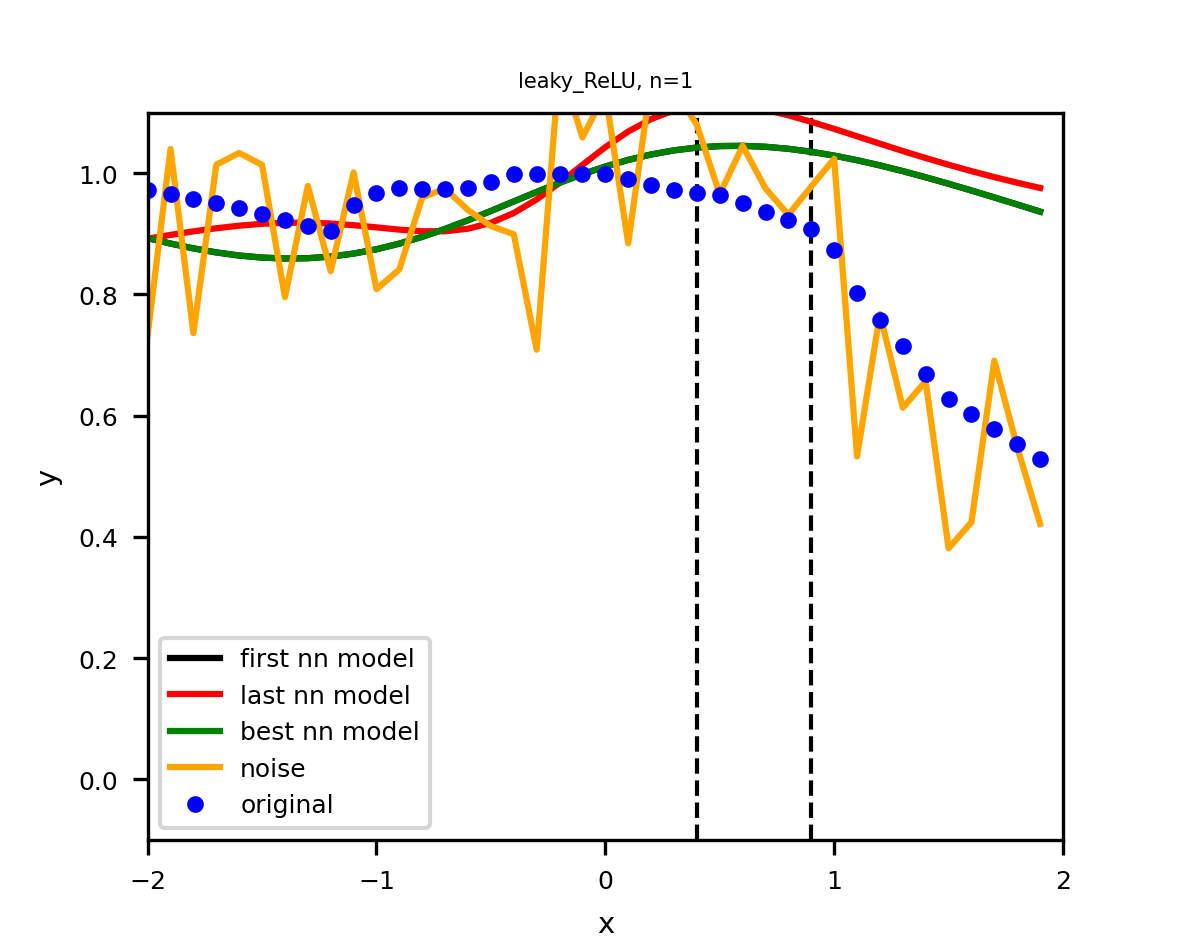 leaky_ReLU, n=1
1.0
0.8
0.6
0.4
0.2
0.0
y
first nn model
last nn model
best nn model
noise
original
−2
−1
0
1
2
x